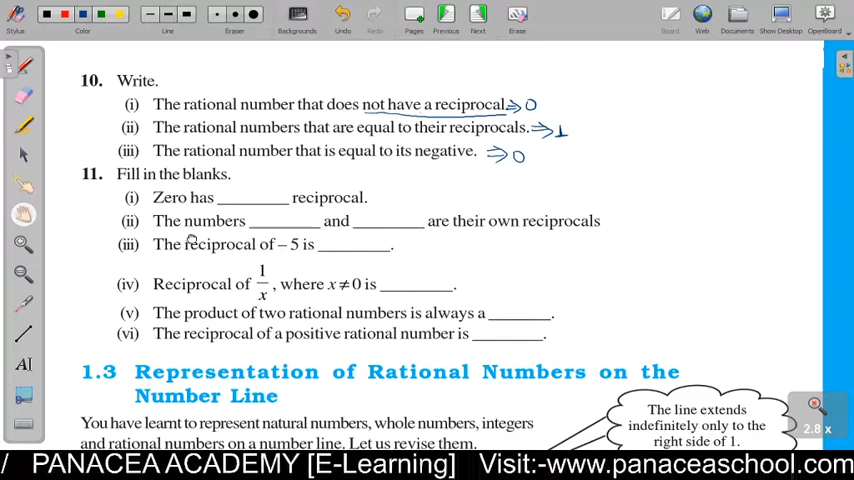 Stylus Color Line Eraser Backgrounds Undo Redo Pages Previous Next Erase Board Web Documents Show Desktop OpenBoard
10. Write.
(i) The rational number that does not have a reciprocal. ⇒ 0
(ii) The rational numbers that are equal to their reciprocals. ⇒ 1
(iii) The rational number that is equal to its negative. ⇒ 0
11. Fill in the blanks.
(i) Zero has ________ reciprocal.
(ii) The numbers ________ and ________ are their own reciprocals
(iii) The reciprocal of – 5 is ________.
(iv) Reciprocal of 1/x, where x ≠ 0 is ________.
(v) The product of two rational numbers is always a _______.
(vi) The reciprocal of a positive rational number is ________.
1.3 Representation of Rational Numbers on the
Number Line
You have learnt to represent natural numbers, whole numbers, integers
and rational numbers on a number line. Let us revise them.
The line extends
indefinitely only to the
right side of 1.
2.8 x
/ PANACEA ACADEMY [E-Learning] Visit:-www.panaceaschool.com